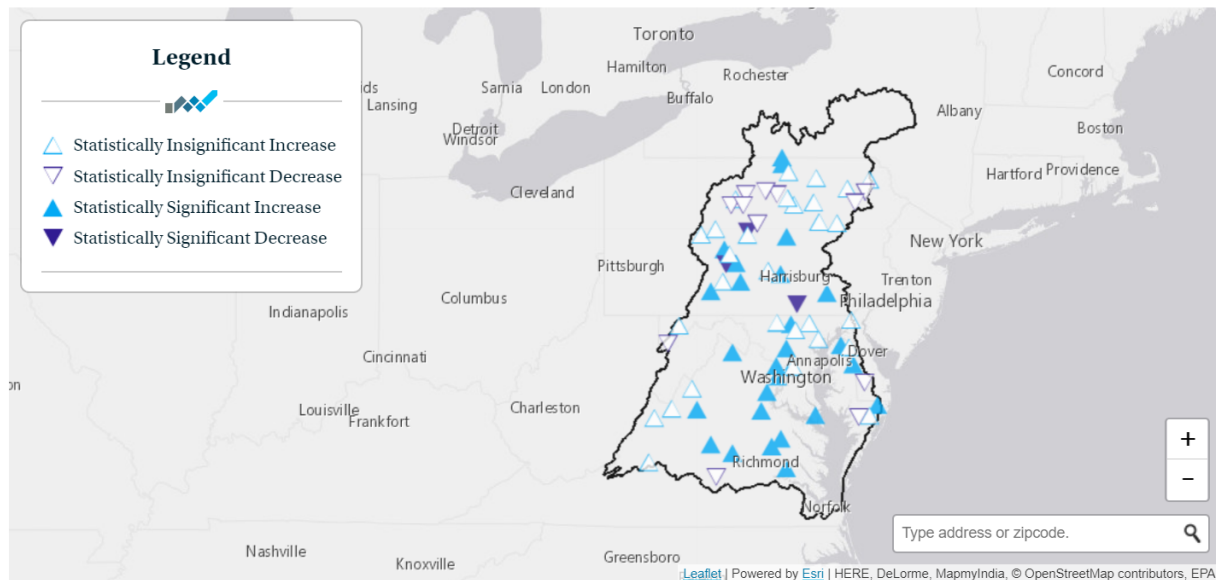 Legend
Statistically Insignificant Increase
Statistically Insignificant Decrease
Statistically Significant Increase
Statistically Significant Decrease
Toronto
Hamilton
Rochester
Concord
ids
Sarnia
London
Buffalo
Lansing
Albany
Detroit
Windsor
Boston
Hartford
Providence
Cleveland
New York
Pittsburgh
Harrisburg
Trenton
Columbus
Philadelphia
Indianapolis
Cincinnati
Dover
Annapolis
Washington
on
Louisville
Frankfort
Charleston
Richmond
Norfolk
Nashville
Knoxville
Greensboro
+
−
Type address or zipcode.
Leaflet | Powered by Esri | HERE, DeLorme, MapmyIndia, © OpenStreetMap contributors, EPA